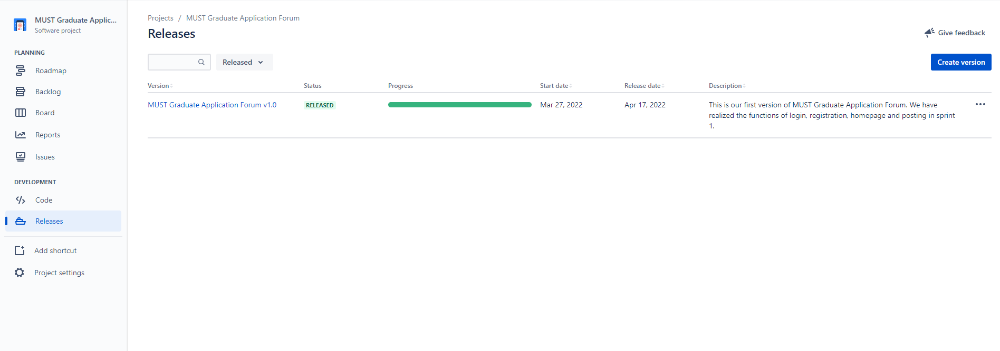 MUST Graduate Applic...
Software project
PLANNING
Roadmap
Backlog
Board
Reports
Issues
DEVELOPMENT
Code
Releases
Add shortcut
Project settings
Projects / MUST Graduate Application Forum
Releases
Give feedback
Released
Create version
Version Status Progress Start date Release date Description
MUST Graduate Application Forum v1.0 RELEASED Mar 27, 2022 Apr 17, 2022 This is our first version of MUST Graduate Application Forum. We have
realized the functions of login, registration, homepage and posting in sprint
1.